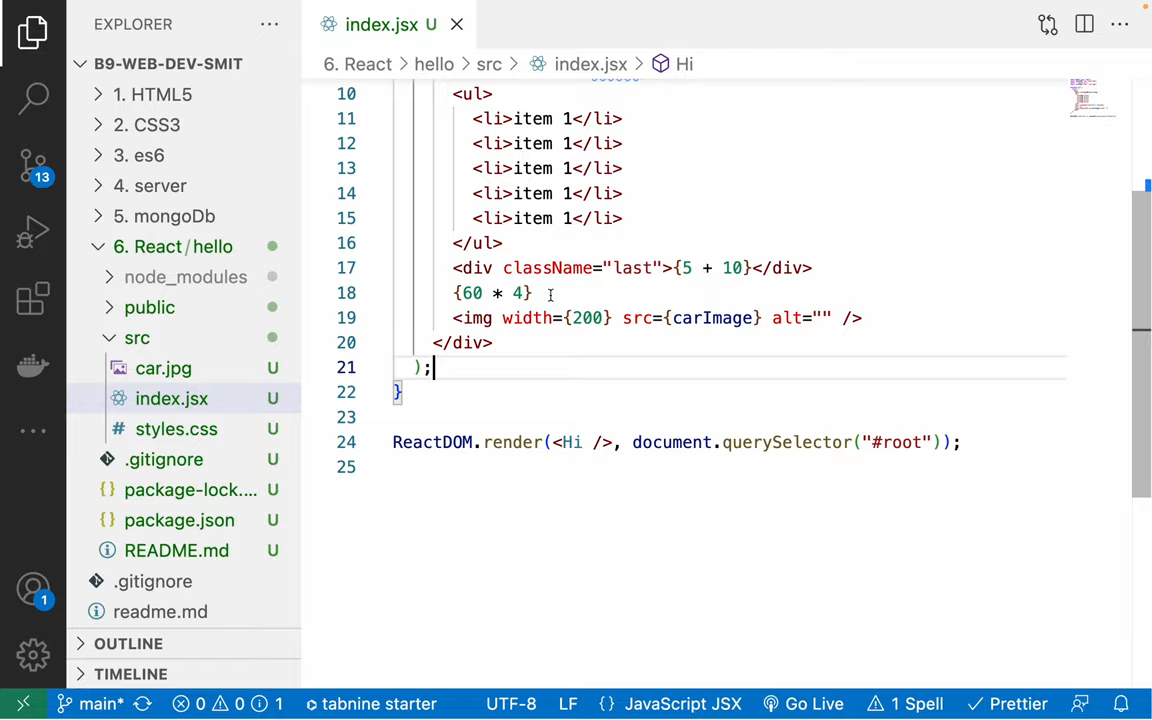 EXPLORER
B9-WEB-DEV-SMIT
1. HTML5
2. CSS3
3. es6
4. server
5. mongoDb
6. React / hello
node_modules
public
src
car.jpg U
index.jsx U
# styles.css U
.gitignore U
{} package-lock.... U
{} package.json U
README.md U
.gitignore
readme.md
OUTLINE
TIMELINE
13
1
index.jsx U
6. React > hello > src > index.jsx > Hi
10 <ul>
11 <li>item 1</li>
12 <li>item 1</li>
13 <li>item 1</li>
14 <li>item 1</li>
15 <li>item 1</li>
16 </ul>
17 <div className="last">{5 + 10}</div>
18 {60 * 4}
19 <img width={200} src={carImage} alt="" />
20 </div>
21 );
22 }
23
24 ReactDOM.render(<Hi />, document.querySelector("#root"));
25
main* 0 0 1 tabnine starter UTF-8 LF {} JavaScript JSX Go Live 1 Spell Prettier